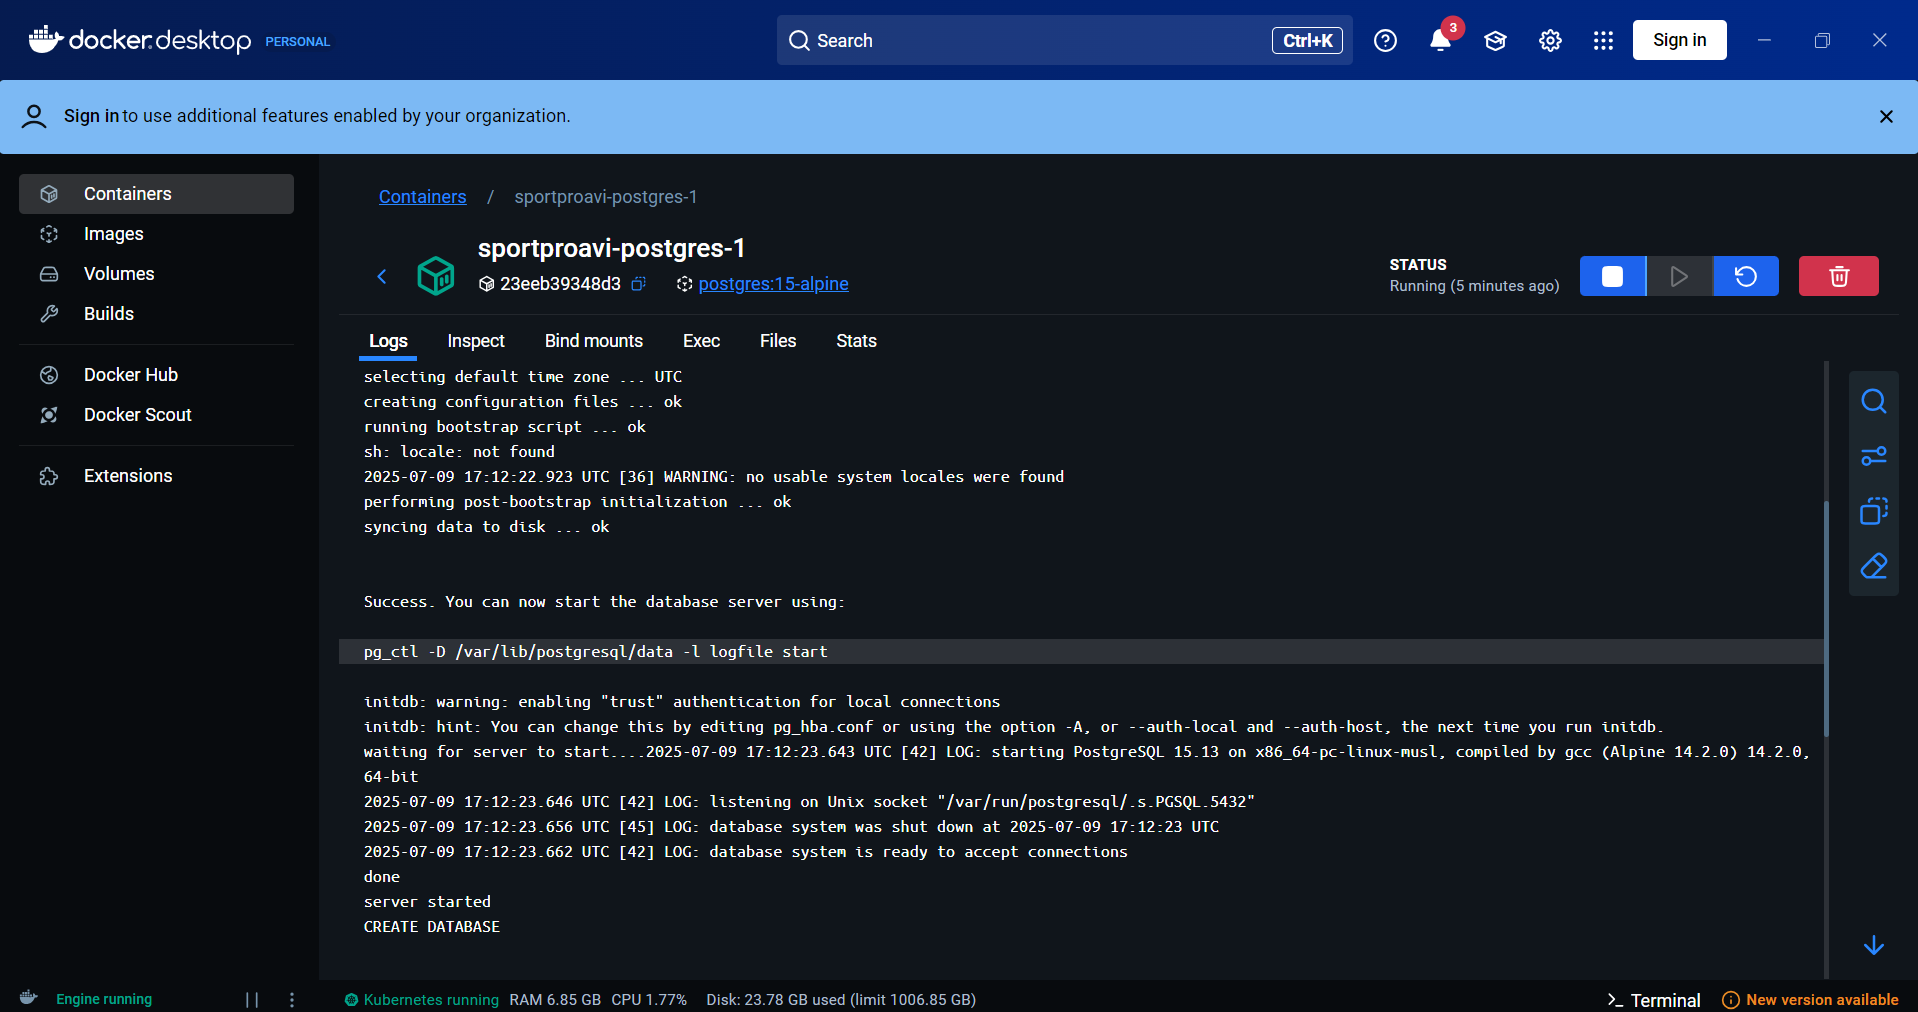 docker.desktop PERSONAL
Search
Ctrl+K
3
Sign in
Sign in to use additional features enabled by your organization.
Containers
Images
Volumes
Builds
Docker Hub
Docker Scout
Extensions
Containers / sportproavi-postgres-1
sportproavi-postgres-1
23eeb39348d3
postgres:15-alpine
STATUS
Running (5 minutes ago)
Logs
Inspect
Bind mounts
Exec
Files
Stats
selecting default time zone ... UTC
creating configuration files ... ok
running bootstrap script ... ok
sh: locale: not found
2025-07-09 17:12:22.923 UTC [36] WARNING: no usable system locales were found
performing post-bootstrap initialization ... ok
syncing data to disk ... ok
Success. You can now start the database server using:
pg_ctl -D /var/lib/postgresql/data -l logfile start
initdb: warning: enabling "trust" authentication for local connections
initdb: hint: You can change this by editing pg_hba.conf or using the option -A, or --auth-local and --auth-host, the next time you run initdb.
waiting for server to start....2025-07-09 17:12:23.643 UTC [42] LOG: starting PostgreSQL 15.13 on x86_64-pc-linux-musl, compiled by gcc (Alpine 14.2.0) 14.2.0,
64-bit
2025-07-09 17:12:23.646 UTC [42] LOG: listening on Unix socket "/var/run/postgresql/.s.PGSQL.5432"
2025-07-09 17:12:23.656 UTC [45] LOG: database system was shut down at 2025-07-09 17:12:23 UTC
2025-07-09 17:12:23.662 UTC [42] LOG: database system is ready to accept connections
done
server started
CREATE DATABASE
Engine running
Kubernetes running RAM 6.85 GB CPU 1.77% Disk: 23.78 GB used (limit 1006.85 GB)
Terminal
New version available